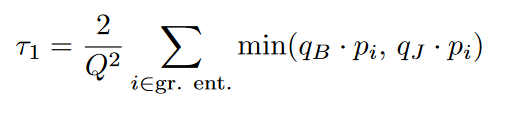 τ₁ = 2/Q² ∑_{i∈gr. ent.} min(q_B · p_i, q_J · p_i)